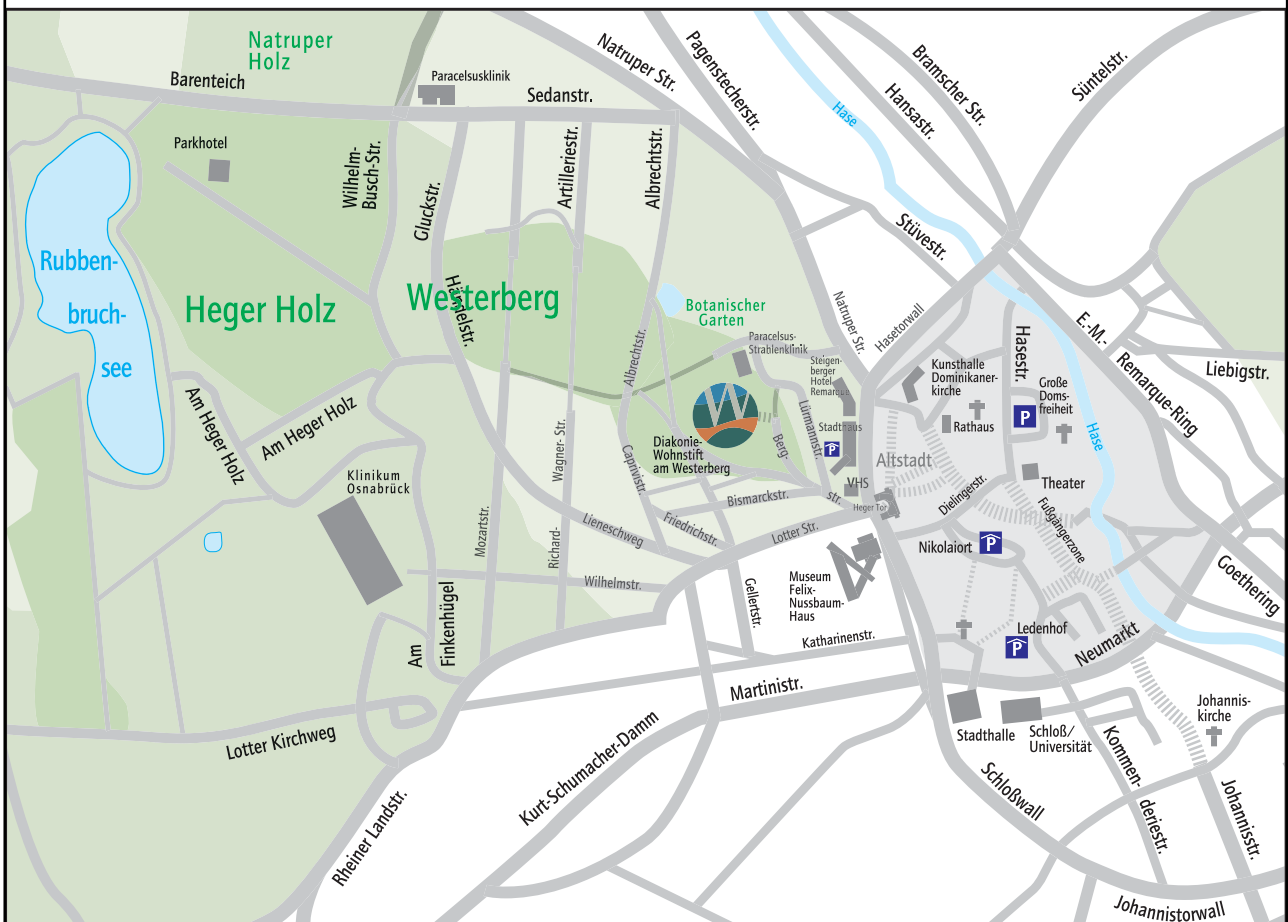 Natruper
Holz
Barenteich
Paracelsusklinik
Sedanstr.
Natruper Str.
Pagenstecherstr.
Hase
Hansastr.
Bramscher Str.
Süntelstr.
Parkhotel
Wilhelm-
Busch-Str.
Gluckstr.
Artilleriestr.
Albrechtstr.
Stüvestr.
Rubben-
bruch-
see
Heger Holz
Westerberg
Händelstr.
Botanischer
Garten
Natruper Str.
Hasetorwall
Paracelsus-
Strahlenklinik
Steigen-
berger
Hotel
Remarque
Albrechtstr.
Kunsthalle
Dominikaner-
kirche
Hasestr.
Große
Doms-
freiheit
P
E.-M.-
Remarque-Ring
Liebigstr.
Am Heger Holz
Am Heger Holz
W
Diakonie-
Wohnstift
am Westerberg
Berg-
str.
Lürmannstr.
Stadthaus
P
Rathaus
Hase
Altstadt
Klinikum
Osnabrück
Wagner- Str.
Richard-
Caprivistr.
Bismarckstr.
VHS
Heger Tor
Theater
Dielingerstr.
Fußgängerzone
Mozartstr.
Lieneschweg
Friedrichstr.
Lotter Str.
Nikolaiort
P
Wilhelmstr.
Gellertstr.
Museum
Felix-
Nussbaum-
Haus
Goethering
Am
Finkenhügel
Katharinenstr.
Ledenhof
P
Neumarkt
Martinistr.
Lotter Kirchweg
Kurt-Schumacher-Damm
Stadthalle
Schloß/
Universität
Johannis-
kirche
Kommen-
deriestr.
Schloßwall
Rheiner Landstr.
Johannisstr.
Johannistorwall